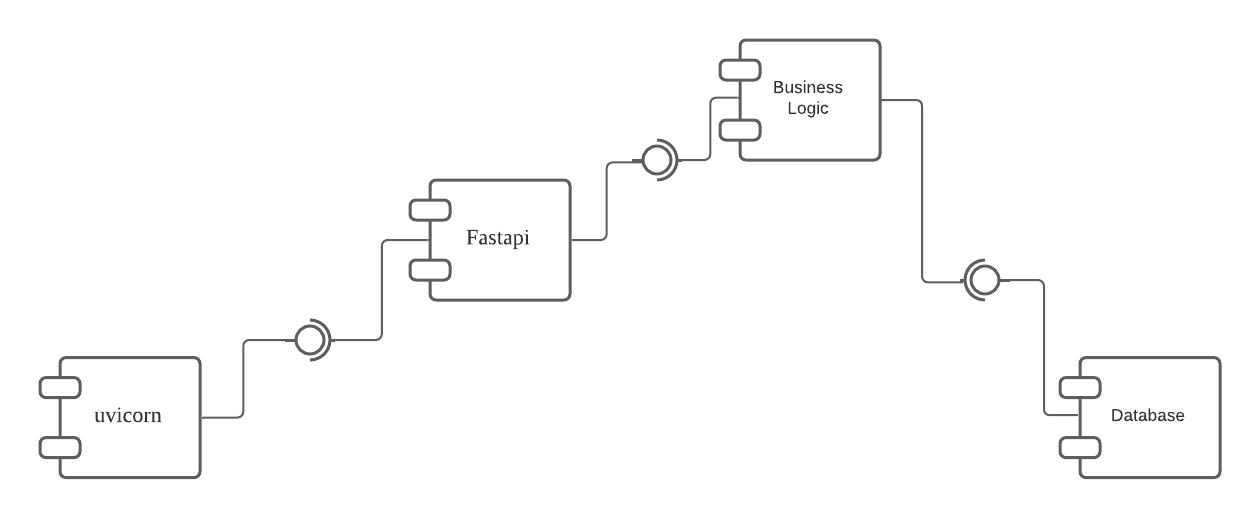 Business
Logic
Fastapi
uvicorn
Database